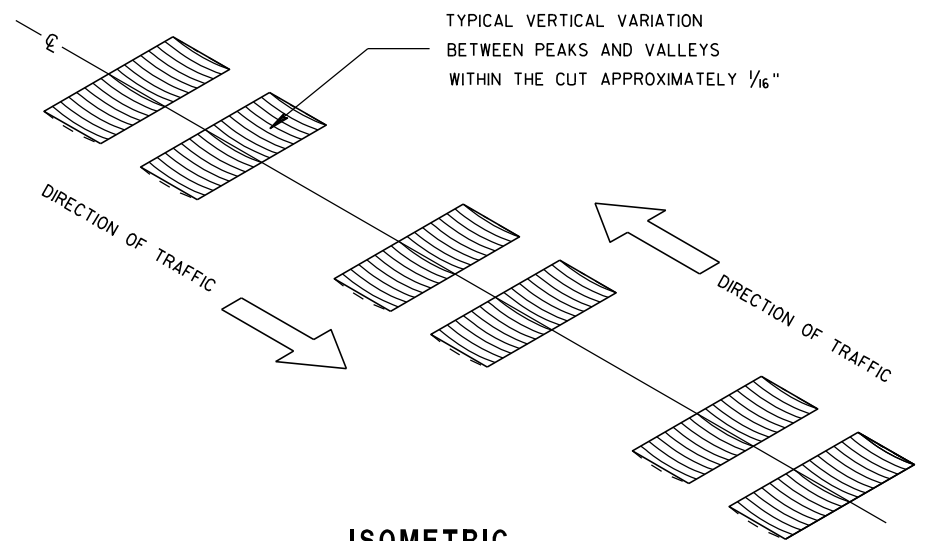 ℄
TYPICAL VERTICAL VARIATION
BETWEEN PEAKS AND VALLEYS
WITHIN THE CUT APPROXIMATELY 1/16"
DIRECTION OF TRAFFIC
DIRECTION OF TRAFFIC
ISOMETRIC